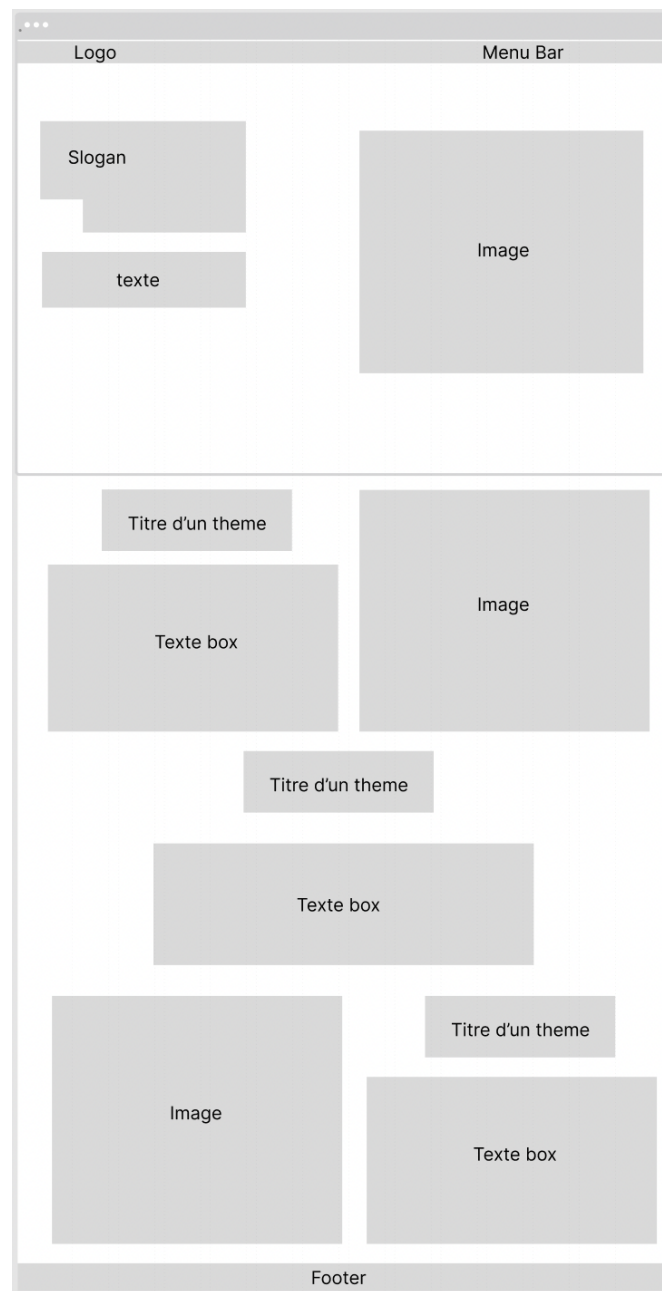 Logo
Menu Bar
Slogan
Image
texte
Titre d’un theme
Image
Texte box
Titre d’un theme
Texte box
Image
Titre d’un theme
Texte box
Footer